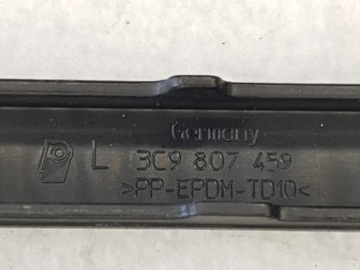 Germany
L 3C9 807 459
>PP-EPDM-TD10<